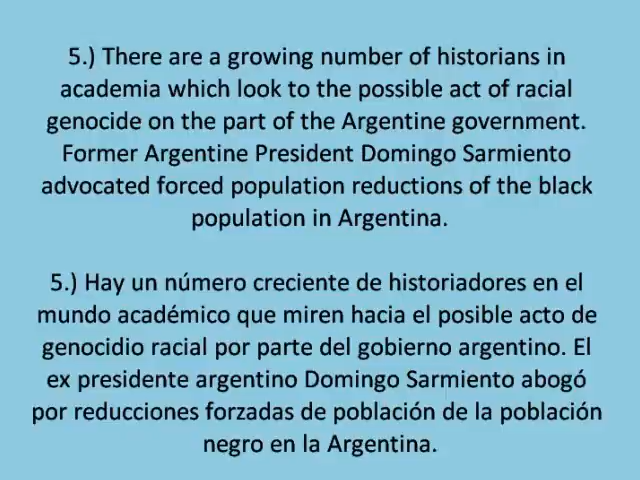 5.) There are a growing number of historians in
academia which look to the possible act of racial
genocide on the part of the Argentine government.
Former Argentine President Domingo Sarmiento
advocated forced population reductions of the black
population in Argentina.
5.) Hay un número creciente de historiadores en el
mundo académico que miren hacia el posible acto de
genocidio racial por parte del gobierno argentino. El
ex presidente argentino Domingo Sarmiento abogó
por reducciones forzadas de población de la población
negro en la Argentina.